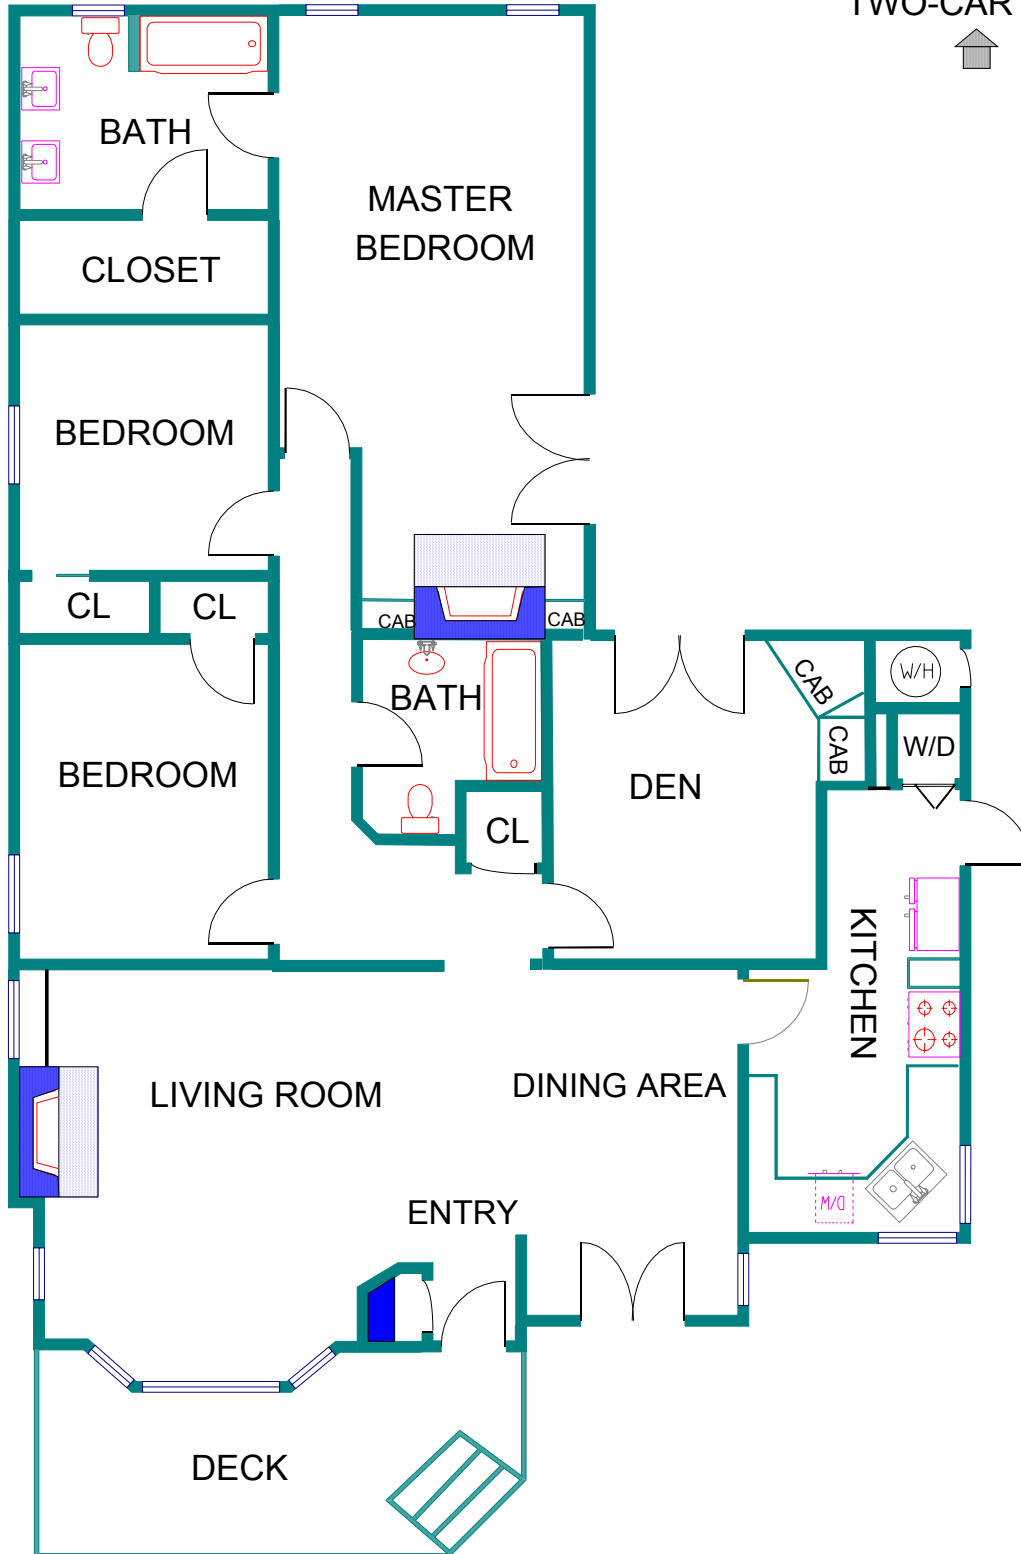 TWO-CAR
BATH
MASTER
BEDROOM
CLOSET
BEDROOM
CL
CL
CAB
CAB
BATH
CAB
W/H
CAB
W/D
BEDROOM
DEN
CL
KITCHEN
LIVING ROOM
DINING AREA
ENTRY
D/W
DECK